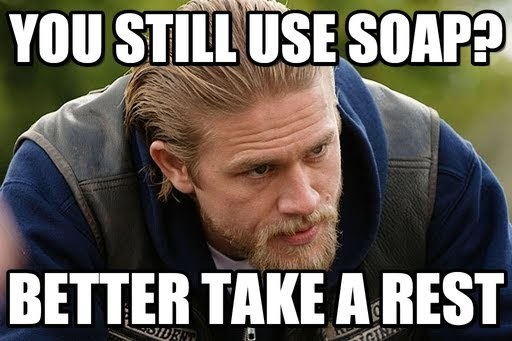 YOU STILL USE SOAP?
BETTER TAKE A REST